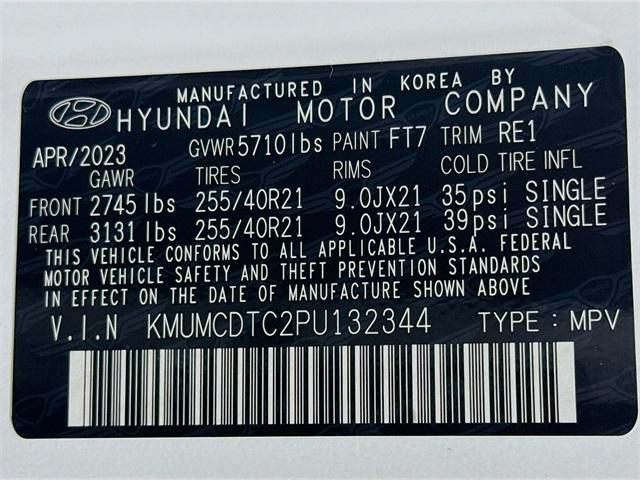 MANUFACTURED IN KOREA BY
HYUNDAI MOTOR COMPANY
APR/2023 GVWR 5710lbs PAINT FT7 TRIM RE1
GAWR TIRES RIMS COLD TIRE INFL
FRONT 2745lbs 255/40R21 9.0JX21 35psi SINGLE
REAR 3131lbs 255/40R21 9.0JX21 39psi SINGLE
THIS VEHICLE CONFORMS TO ALL APPLICABLE U.S.A. FEDERAL
MOTOR VEHICLE SAFETY AND THEFT PREVENTION STANDARDS
IN EFFECT ON THE DATE OF MANUFACTURE SHOWN ABOVE
V.I.N KMUMCDTC2PU132344 TYPE : MPV